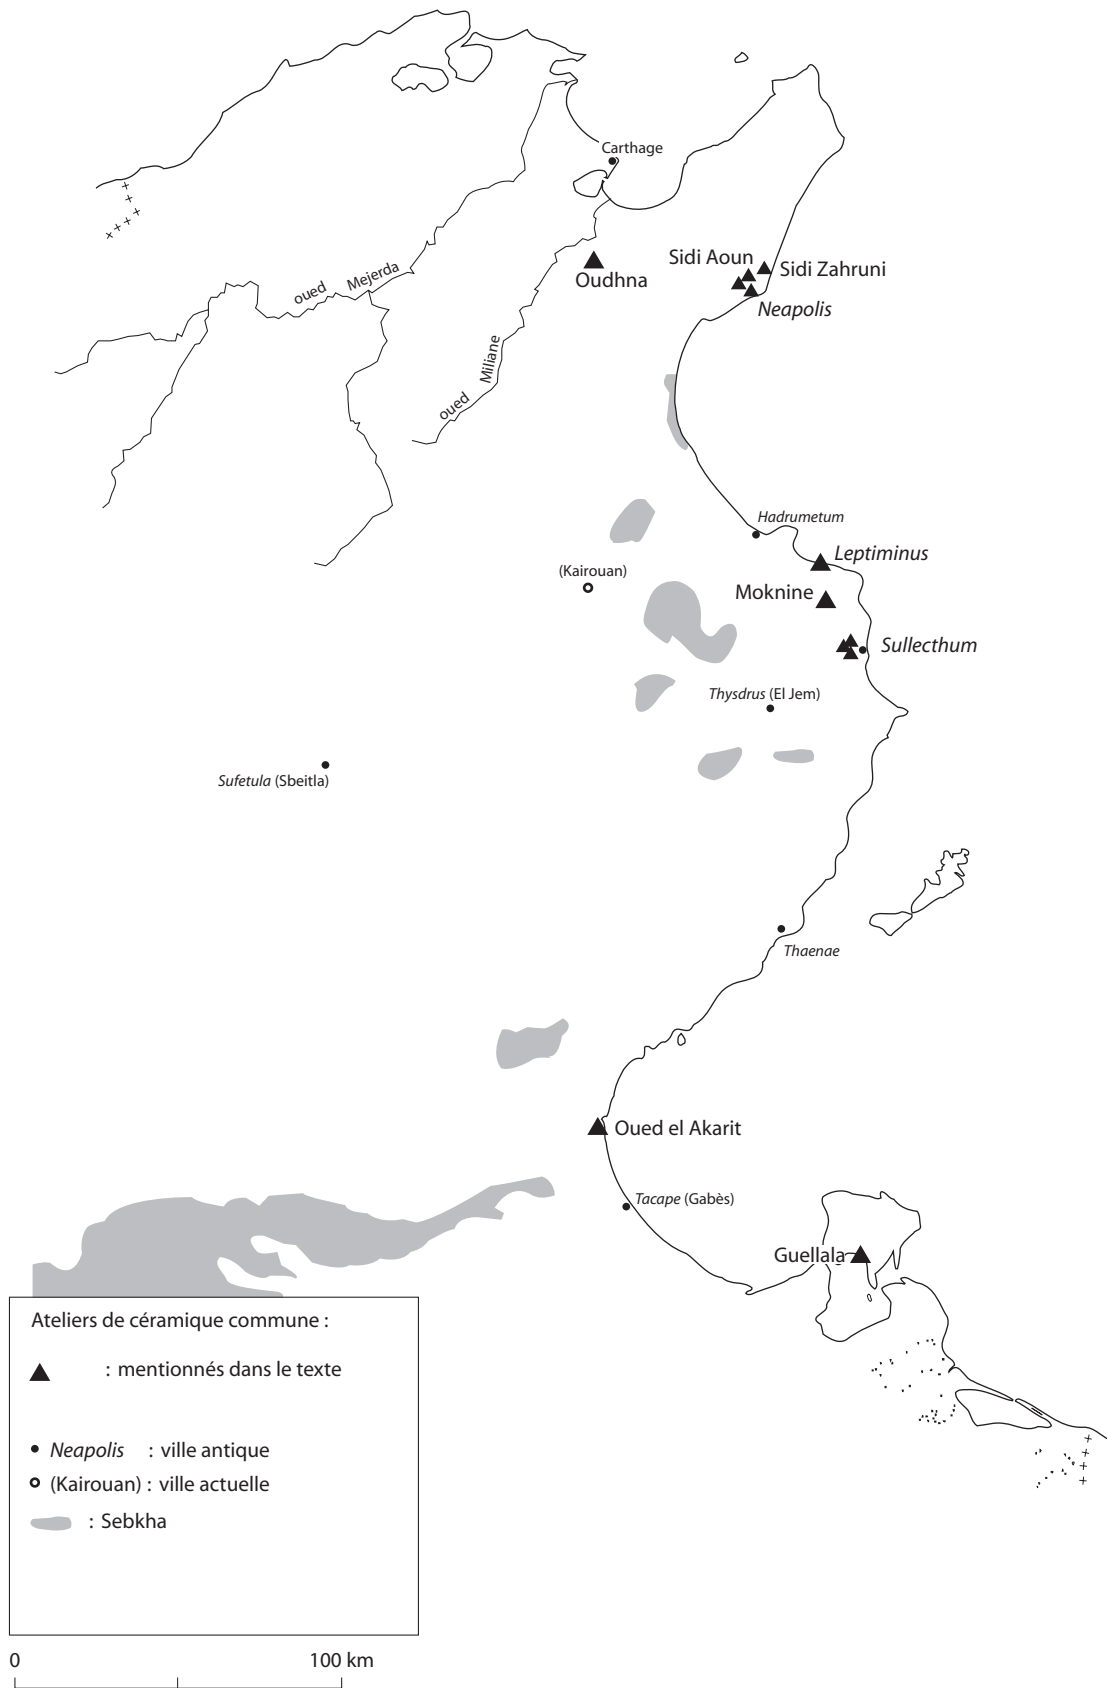 Carthage
Sidi Aoun
Sidi Zahruni
Oudhna
oued Mejerda
Neapolis
oued Miliane
Hadrumetum
Leptiminus
(Kairouan)
Moknine
Sullecthum
Thysdrus (El Jem)
Sufetula (Sbeitla)
Thaenae
Oued el Akarit
Tacape (Gabès)
Guellala
Ateliers de céramique commune :
: mentionnés dans le texte
Neapolis : ville antique
(Kairouan) : ville actuelle
: Sebkha
0 100 km